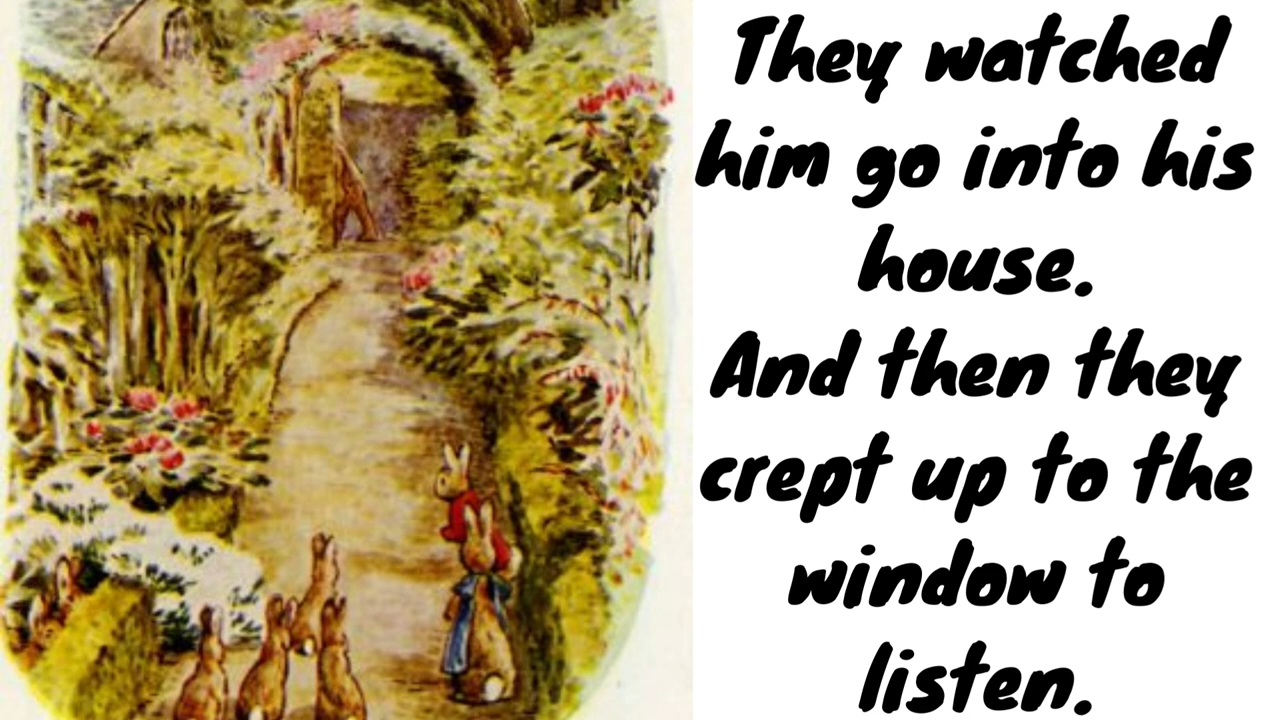 They watched
him go into his
house.
And then they
crept up to the
window to
listen.